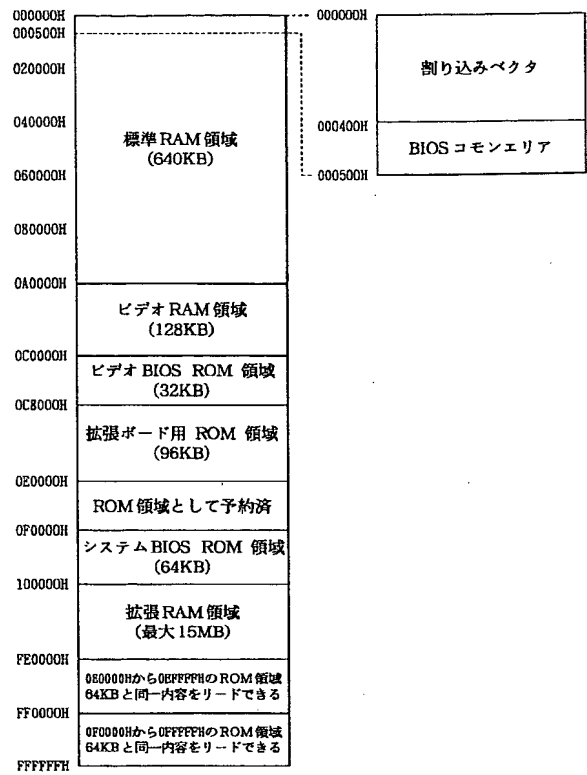 000000H
000500H
020000H
040000H
060000H
080000H
0A0000H
0C0000H
0C8000H
0E0000H
0F0000H
100000H
FE0000H
FF0000H
FFFFFFH
標準RAM領域
(640KB)
ビデオRAM領域
(128KB)
ビデオBIOS ROM 領域
(32KB)
拡張ボード用 ROM 領域
(96KB)
ROM領域として予約済
システムBIOS ROM 領域
(64KB)
拡張RAM領域
(最大15MB)
0E0000Hから0EFFFFHのROM領域
64KBと同一内容をリードできる
0F0000Hから0FFFFFHのROM領域
64KBと同一内容をリードできる
000000H
000400H
000500H
割り込みベクタ
BIOSコモンエリア